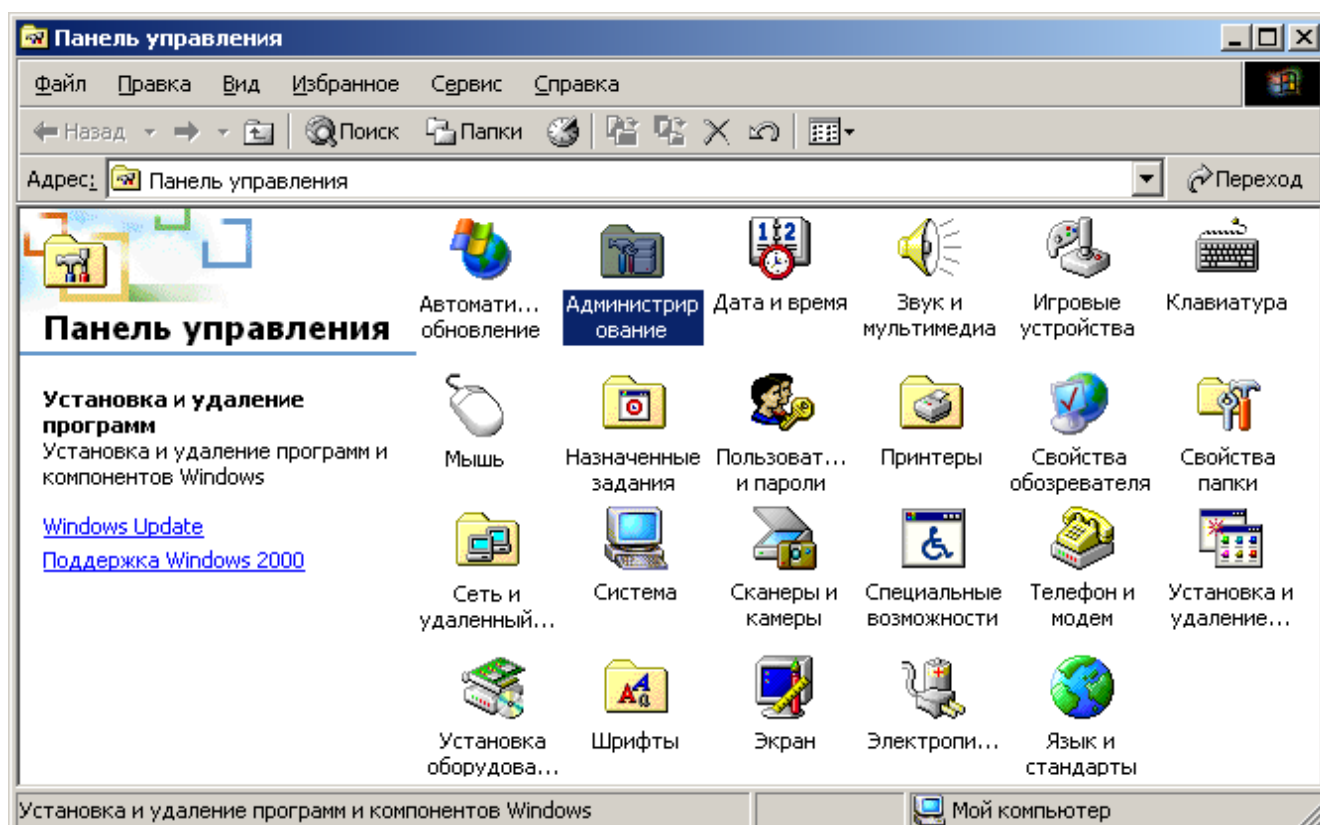 Панель управления
Файл Правка Вид Избранное Сервис Справка
Назад Поиск Папки
Адрес: Панель управления Переход
Панель управления
Установка и удаление
программ
Установка и удаление программ и
компонентов Windows
Windows Update
Поддержка Windows 2000
Автомати...
обновление
Администрир
ование
Дата и время
Звук и
мультимедиа
Игровые
устройства
Клавиатура
Мышь
Назначенные
задания
Пользоват...
и пароли
Принтеры
Свойства
обозревателя
Свойства
папки
Сеть и
удаленный...
Система
Сканеры и
камеры
Специальные
возможности
Телефон и
модем
Установка и
удаление...
Установка
оборудова...
Шрифты
Экран
Электропи...
Язык и
стандарты
Установка и удаление программ и компонентов Windows
Мой компьютер